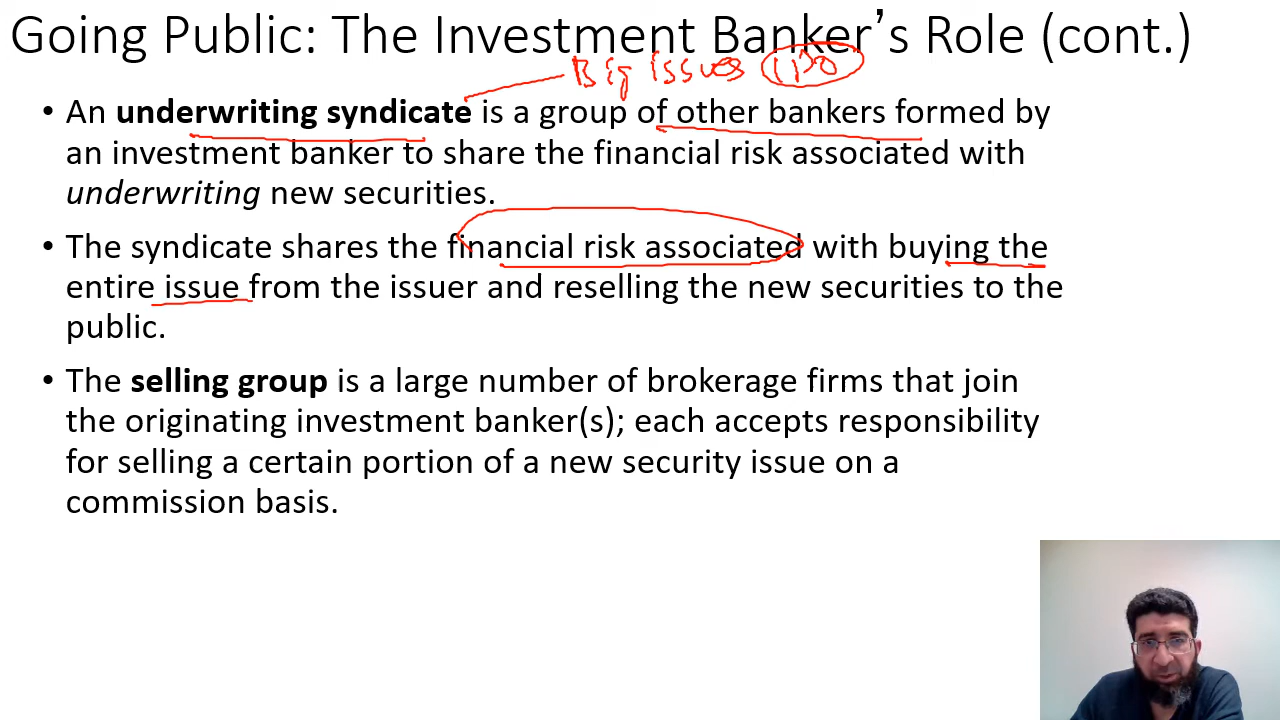 Going Public: The Investment Banker’s Role (cont.)
Big issues IPO
• An underwriting syndicate is a group of other bankers formed by
an investment banker to share the financial risk associated with
underwriting new securities.
• The syndicate shares the financial risk associated with buying the
entire issue from the issuer and reselling the new securities to the
public.
• The selling group is a large number of brokerage firms that join
the originating investment banker(s); each accepts responsibility
for selling a certain portion of a new security issue on a
commission basis.